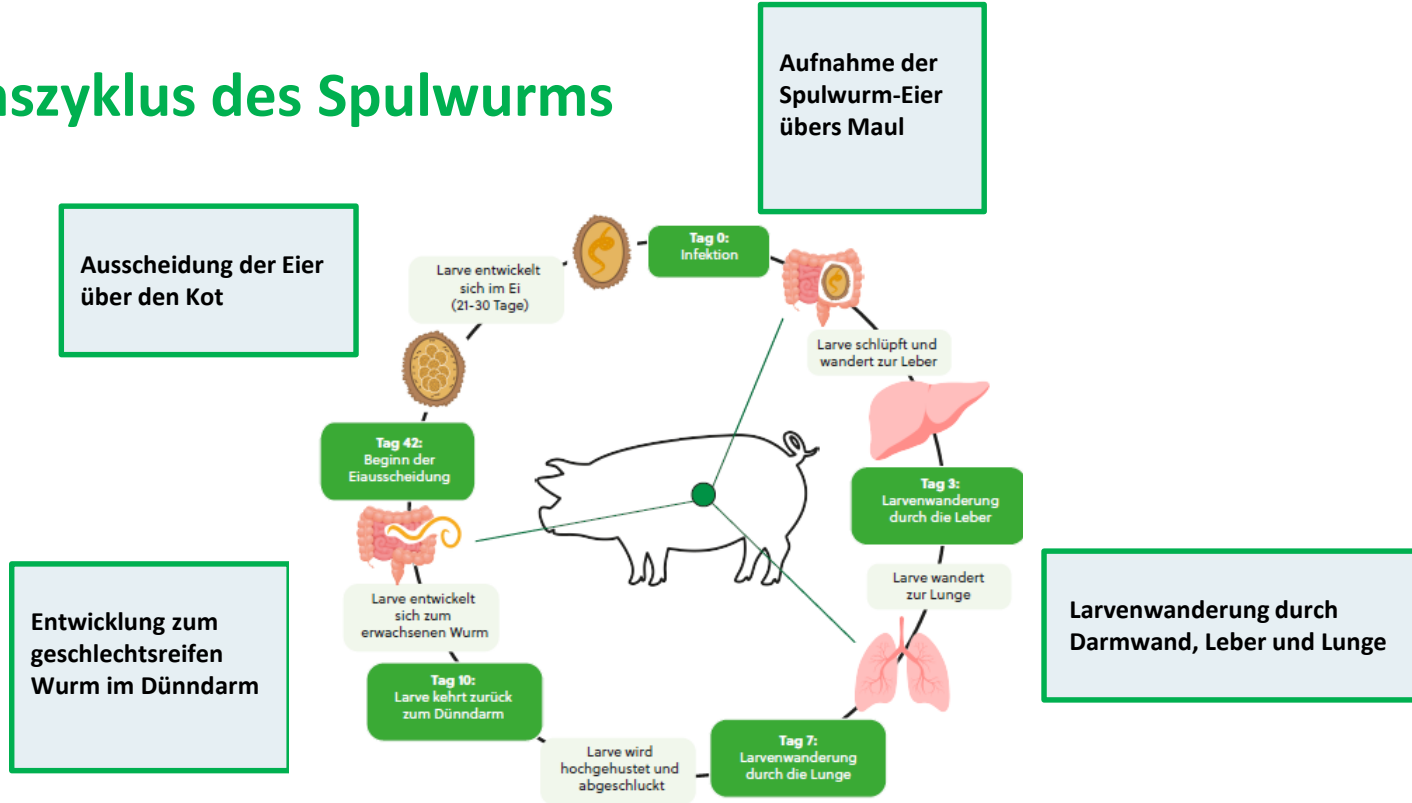 nszyklus des Spulwurms
Aufnahme der
Spulwurm-Eier
übers Maul
Ausscheidung der Eier
über den Kot
Tag 0:
Infektion
Larve entwickelt
sich im Ei
(21-30 Tage)
Larve schlüpft und
wandert zur Leber
Tag 42:
Beginn der
Eiausscheidung
Tag 3:
Larvenwanderung
durch die Leber
Larve wandert
zur Lunge
Larvenwanderung durch
Darmwand, Leber und Lunge
Larve entwickelt
sich zum
erwachsenen Wurm
Entwicklung zum
geschlechtsreifen
Wurm im Dünndarm
Tag 10:
Larve kehrt zurück
zum Dünndarm
Larve wird
hochgehustet und
abgeschluckt
Tag 7:
Larvenwanderung
durch die Lunge